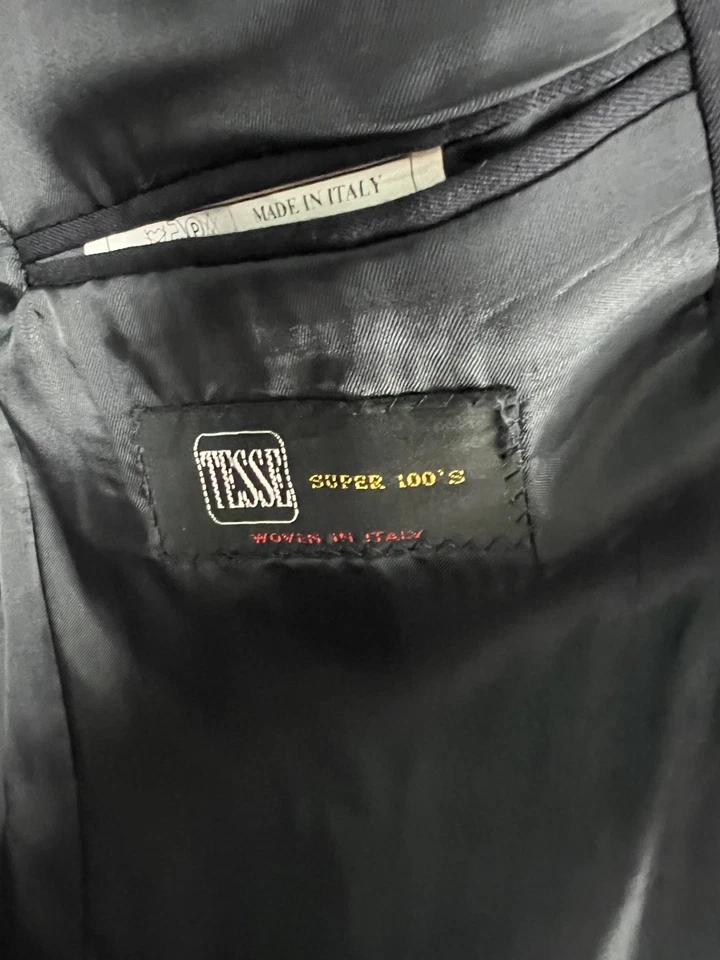 MADE IN ITALY
P
TESSE SUPER 100'S
WOVEN IN ITALY